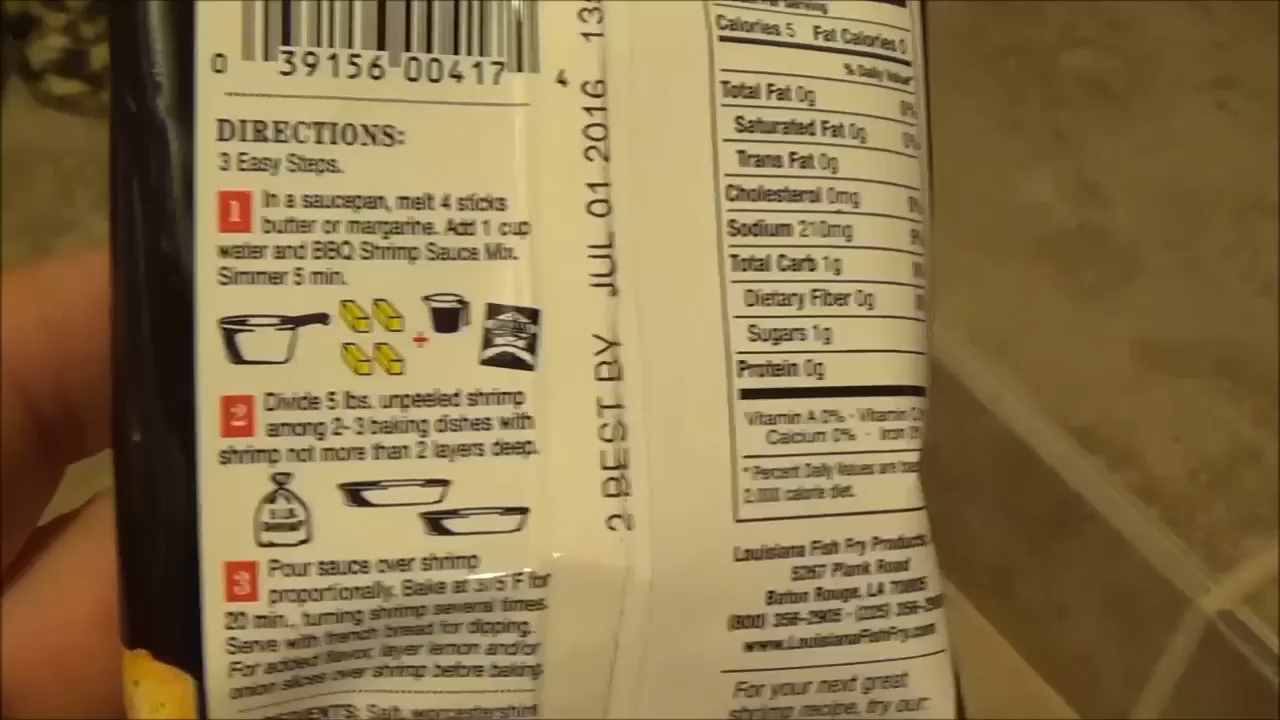 0 39156 00417 4
DIRECTIONS:
3 Easy Steps.
1 In a saucepan, melt 4 sticks
butter or margarine. Add 1 cup
water and BBQ Shrimp Sauce Mix.
Simmer 5 min.
+
2 Divide 5 lbs. unpeeled shrimp
among 2-3 baking dishes with
shrimp not more than 2 layers deep.
5 LB.
SHRIMP
3 Pour sauce over shrimp
proportionally. Bake at 375°F for
20 min., turning shrimp several times.
Serve with french bread for dipping.
For added flavor, layer lemon and/or
onion slices over shrimp before baking.
Salt, worcestershire
2 BEST BY JUL 01 2016 13
Serving
Calories 5 Fat Calories 0
% Daily Value*
Total Fat 0g 0%
Saturated Fat 0g 0%
Trans Fat 0g
Cholesterol 0mg
Sodium 210mg
Total Carb 1g
Dietary Fiber 0g
Sugars 1g
Protein 0g
Vitamin A 0% · Vitamin C
Calcium 0% · Iron
* Percent Daily Values are
2,000 calorie diet.
Louisiana Fish Fry Products
5267 Plank Road
Baton Rouge, LA 70805
(800) 356-2905 · (225) 356-
www.LouisianaFishFry.com
For your next great
shrimp recipe, try our